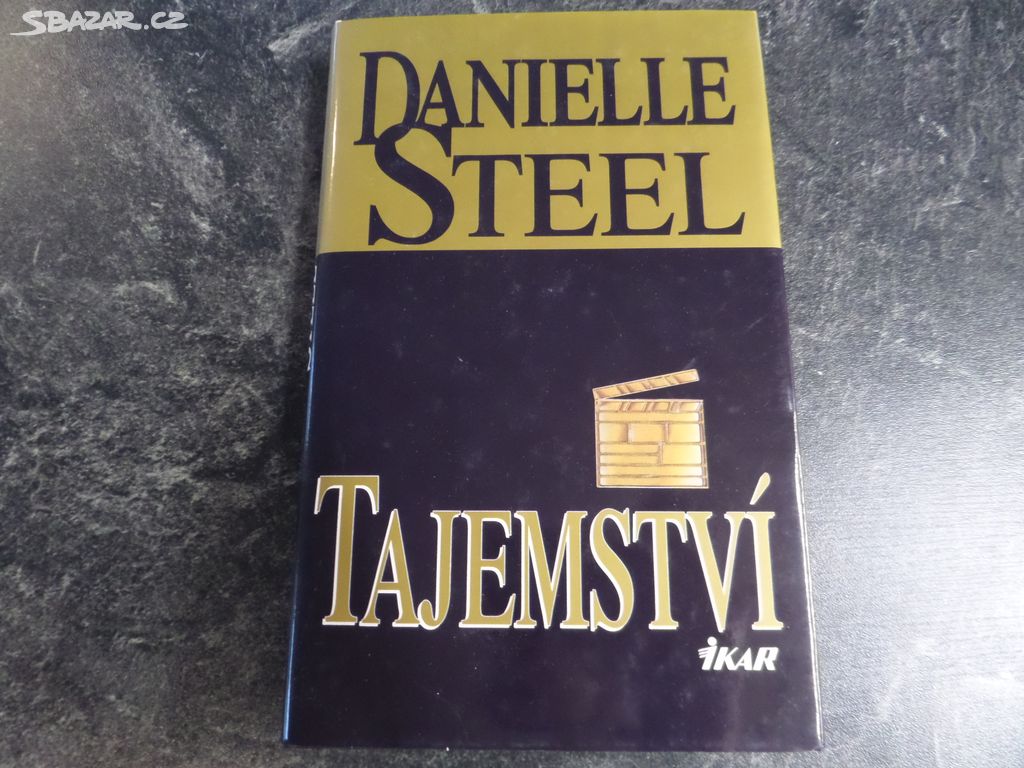 SBAZAR.CZ
DANIELLE
STEEL
TAJEMSTVÍ
iKAR